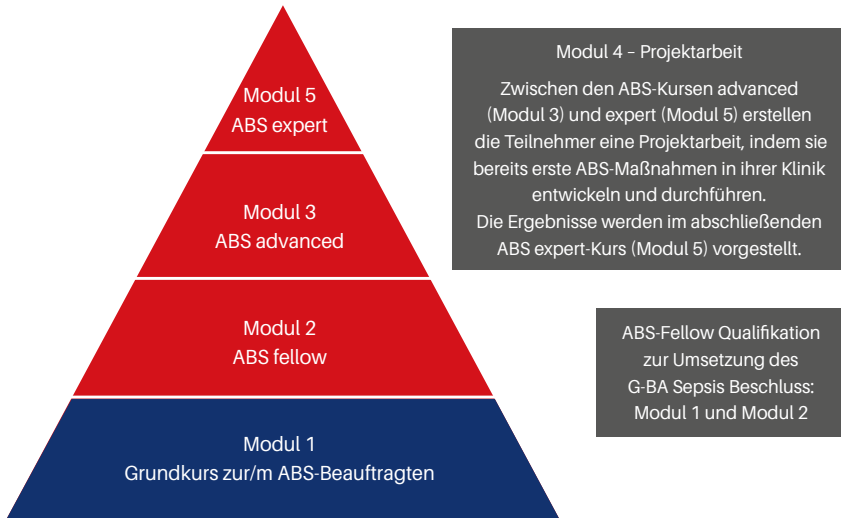 Modul 5
ABS expert
Modul 3
ABS advanced
Modul 2
ABS fellow
Modul 1
Grundkurs zur/m ABS-Beauftragten
Modul 4 – Projektarbeit
Zwischen den ABS-Kursen advanced
(Modul 3) und expert (Modul 5) erstellen
die Teilnehmer eine Projektarbeit, indem sie
bereits erste ABS-Maßnahmen in ihrer Klinik
entwickeln und durchführen.
Die Ergebnisse werden im abschließenden
ABS expert-Kurs (Modul 5) vorgestellt.
ABS-Fellow Qualifikation
zur Umsetzung des
G-BA Sepsis Beschluss:
Modul 1 und Modul 2